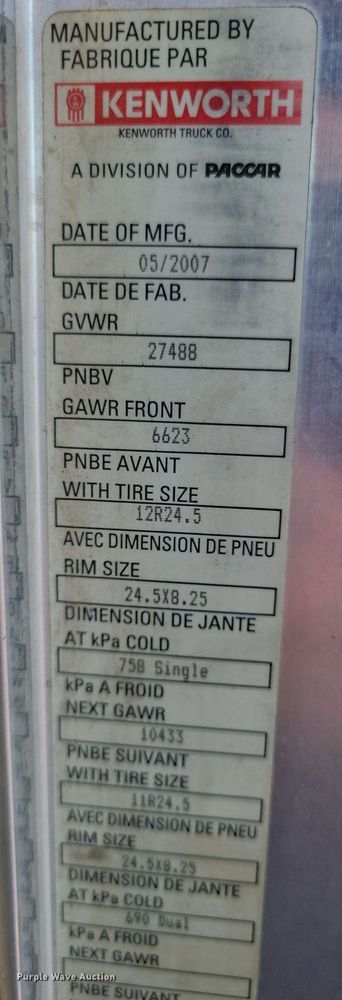 MANUFACTURED BY
FABRIQUE PAR
KENWORTH
KENWORTH TRUCK CO.
A DIVISION OF PACCAR
DATE OF MFG.
05/2007
DATE DE FAB.
GVWR
27488
PNBV
GAWR FRONT
6623
PNBE AVANT
WITH TIRE SIZE
12R24.5
AVEC DIMENSION DE PNEU
RIM SIZE
24.5X8.25
DIMENSION DE JANTE
AT kPa COLD
758 Single
kPa A FROID
NEXT GAWR
10433
PNBE SUIVANT
WITH TIRE SIZE
11R24.5
AVEC DIMENSION DE PNEU
RIM SIZE
24.5X8.25
DIMENSION DE JANTE
AT kPa COLD
690 Dual
kPa A FROID
NEXT GAWR
PNBE SUIVANT
Purple Wave Auction